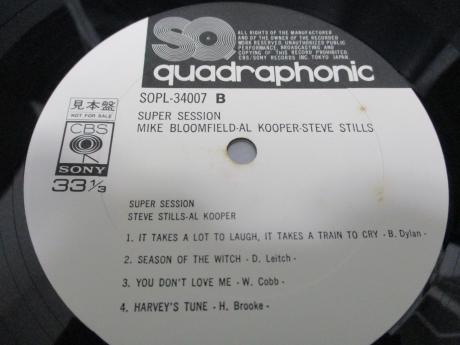 SQ
ALL RIGHTS OF THE MANUFACTURER
AND OF THE OWNER OF THE RECORDED
WORK RESERVED. UNAUTHORIZED PUBLIC
PERFORMANCE, BROADCASTING AND
COPYING OF THIS RECORD PROHIBITED.
CBS/SONY RECORDS INC. TOKYO JAPAN.
quadraphonic
SOPL-34007 B
SUPER SESSION
MIKE BLOOMFIELD-AL KOOPER-STEVE STILLS
見本盤
NOT FOR SALE
CBS
SONY
33 1/3
SUPER SESSION
STEVE STILLS-AL KOOPER
1. IT TAKES A LOT TO LAUGH, IT TAKES A TRAIN TO CRY - B. Dylan -
2. SEASON OF THE WITCH - D. Leitch -
3. YOU DON'T LOVE ME - W. Cobb -
4. HARVEY'S TUNE - H. Brooke -